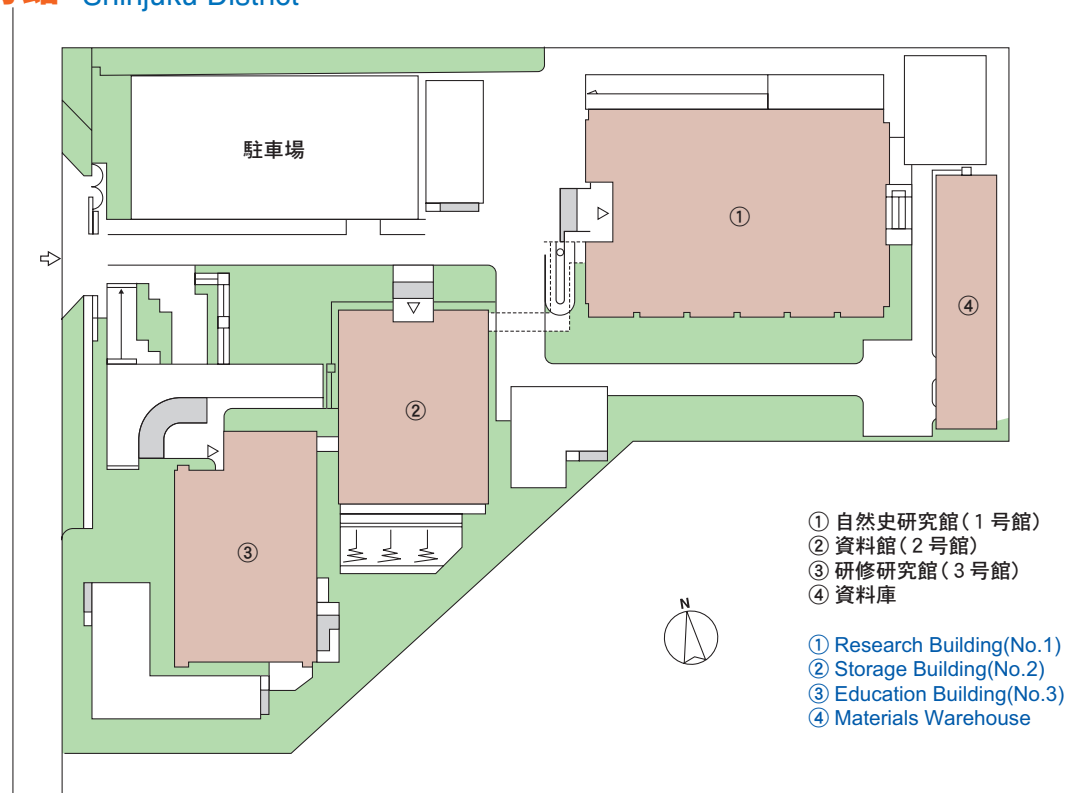 Shinjuku District
駐車場
①
④
②
③
① 自然史研究館(1号館)
② 資料館(2号館)
③ 研修研究館(3号館)
④ 資料庫
N
① Research Building(No.1)
② Storage Building(No.2)
③ Education Building(No.3)
④ Materials Warehouse